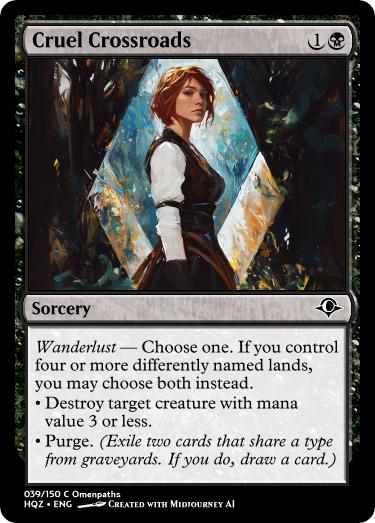 Cruel Crossroads 1
Sorcery
Wanderlust — Choose one. If you control
four or more differently named lands,
you may choose both instead.
• Destroy target creature with mana
value 3 or less.
• Purge. (Exile two cards that share a type
from graveyards. If you do, draw a card.)
039/150 C Omenpaths
HQZ • ENG Created with Midjourney AI